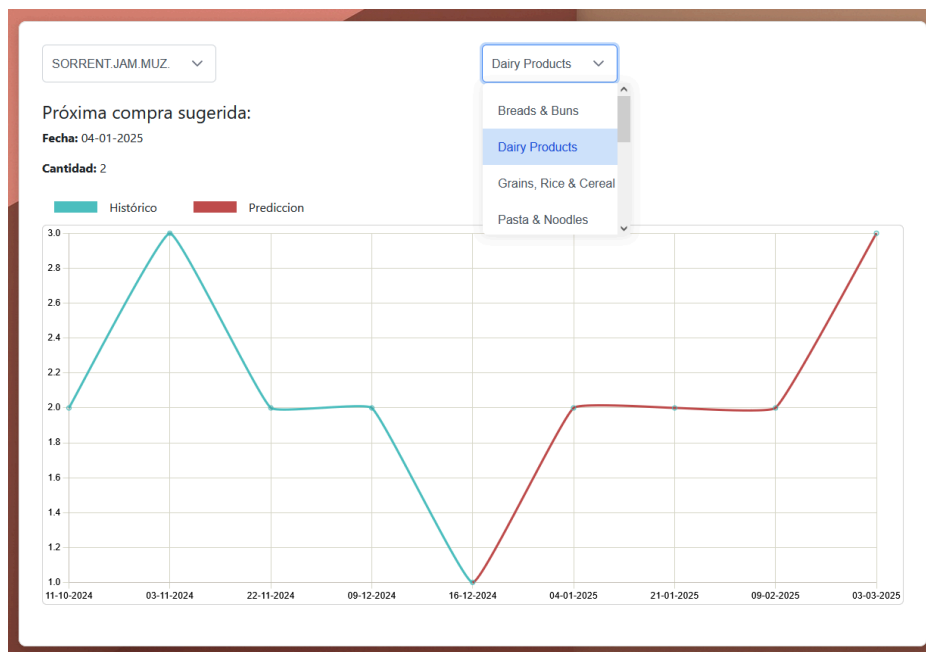 SORRENT.JAM.MUZ.
Dairy Products
Breads & Buns
Dairy Products
Grains, Rice & Cereal
Pasta & Noodles
Próxima compra sugerida:
Fecha: 04-01-2025
Cantidad: 2
Histórico Prediccion
3.0
2.8
2.6
2.4
2.2
2.0
1.8
1.6
1.4
1.2
1.0
11-10-2024 03-11-2024 22-11-2024 09-12-2024 16-12-2024 04-01-2025 21-01-2025 09-02-2025 03-03-2025